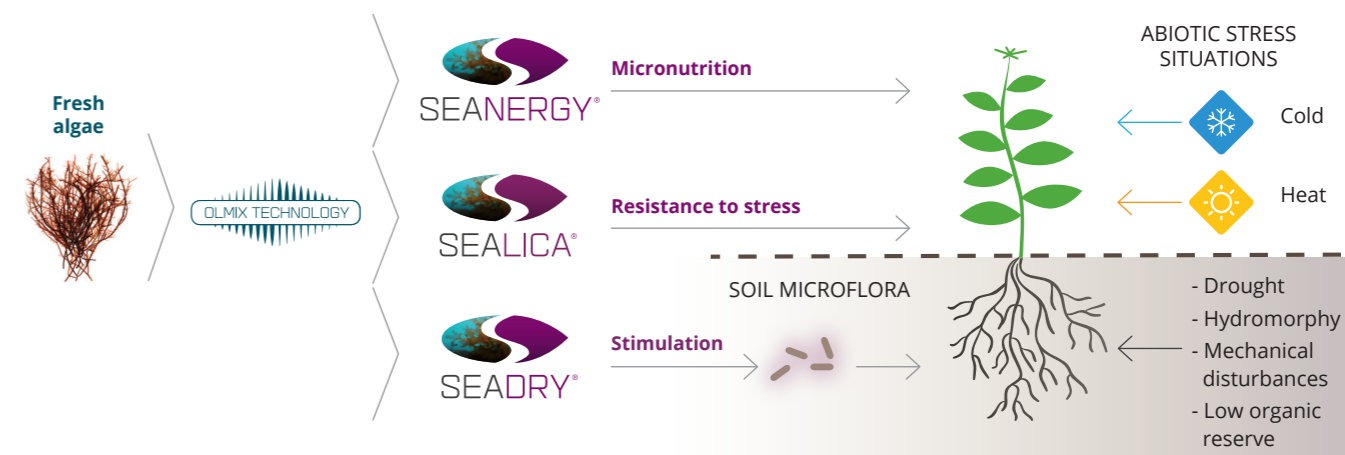 Fresh
algae
OLMIX TECHNOLOGY
SEANERGY®
Micronutrition
SEALICA®
Resistance to stress
SEADRY®
Stimulation
SOIL MICROFLORA
ABIOTIC STRESS
SITUATIONS
Cold
Heat
- Drought
- Hydromorphy
- Mechanical
disturbances
- Low organic
reserve